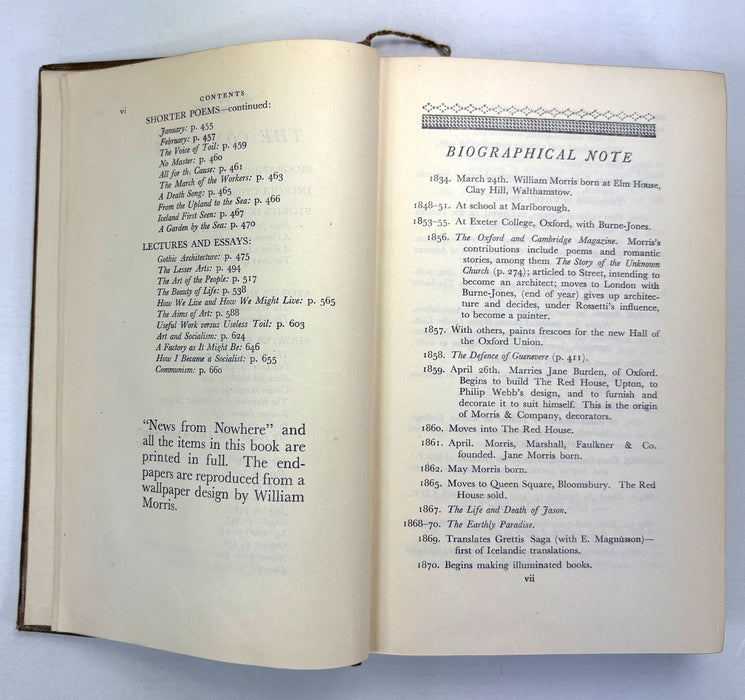 vi
CONTENTS
SHORTER POEMS—continued:
January: p. 455
February: p. 457
The Voice of Toil: p. 459
No Master: p. 460
All for the Cause: p. 461
The March of the Workers: p. 463
A Death Song: p. 465
From the Upland to the Sea: p. 466
Iceland First Seen: p. 467
A Garden by the Sea: p. 470
LECTURES AND ESSAYS:
Gothic Architecture: p. 475
The Lesser Arts: p. 494
The Art of the People: p. 517
The Beauty of Life: p. 538
How We Live and How We Might Live: p. 565
The Aims of Art: p. 588
Useful Work versus Useless Toil: p. 603
Art and Socialism: p. 624
A Factory as It Might Be: 646
How I Became a Socialist: p. 655
Communism: p. 660
"News from Nowhere" and
all the items in this book are
printed in full. The end-
papers are reproduced from a
wallpaper design by William
Morris.
BIOGRAPHICAL NOTE
1834. March 24th. William Morris born at Elm House,
Clay Hill, Walthamstow.
1848–51. At school at Marlborough.
1853–55. At Exeter College, Oxford, with Burne-Jones.
1856. The Oxford and Cambridge Magazine. Morris's
contributions include poems and romantic
stories, among them The Story of the Unknown
Church (p. 274); articled to Street, intending to
become an architect; moves to London with
Burne-Jones, (end of year) gives up architec-
ture and decides, under Rossetti's influence,
to become a painter.
1857. With others, paints frescoes for the new Hall of
the Oxford Union.
1858. The Defence of Guenevere (p. 411).
1859. April 26th. Marries Jane Burden, of Oxford.
Begins to build The Red House, Upton, to
Philip Webb's design, and to furnish and
decorate it to suit himself. This is the origin
of Morris & Company, decorators.
1860. Moves into The Red House.
1861. April. Morris, Marshall, Faulkner & Co.
founded. Jane Morris born.
1862. May Morris born.
1865. Moves to Queen Square, Bloomsbury. The Red
House sold.
1867. The Life and Death of Jason.
1868–70. The Earthly Paradise.
1869. Translates Grettis Saga (with E. Magnùsson)—
first of Icelandic translations.
1870. Begins making illuminated books.
vii